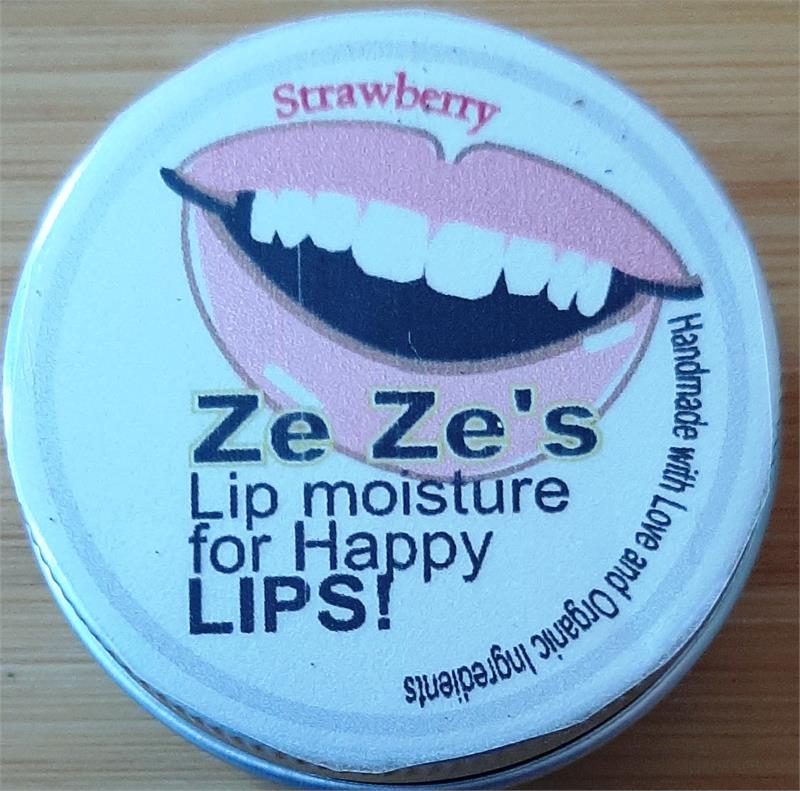 Strawberry
Ze Ze's
Lip moisture
for Happy
LIPS!
Handmade with Love and Organic Ingredients